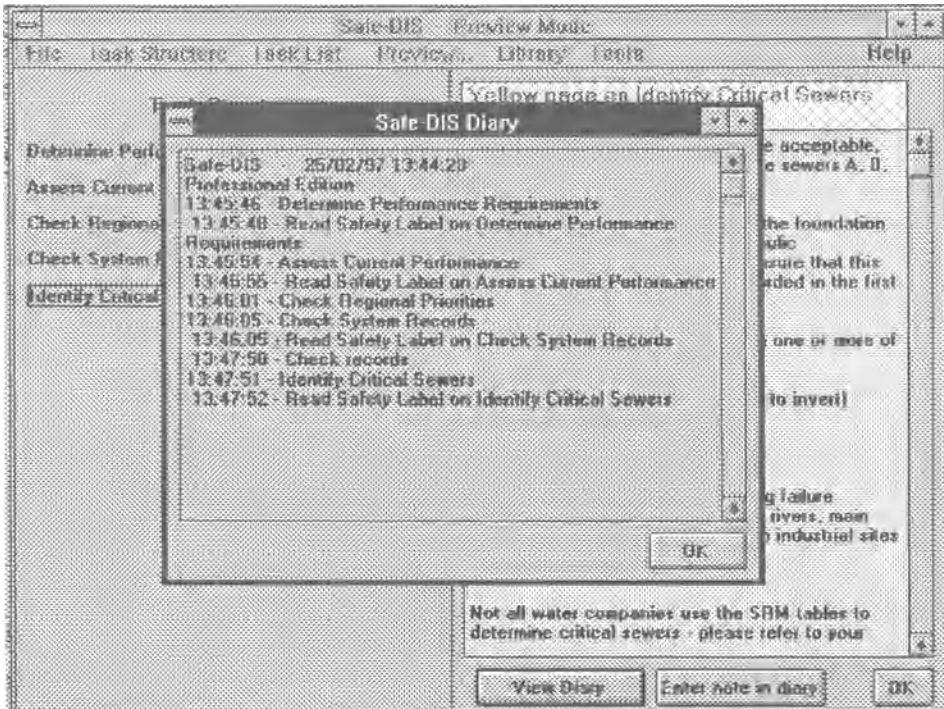 Safe-DIS Preview Mode
File Task Structure Task List Preview... Library Tools Help
Yellow page on Identify Critical Sewers
Determine
Assess Current
Check Regional
Check System
Identify Critical
Safe-DIS Diary
Safe-DIS - 25/02/97 13:44:20
Professional Edition
13:45:46 - Determine Performance Requirements
13:45:48 - Read Safety Label on Determine Performance
Requirements
13:45:54 - Assess Current Performance
13:45:55 - Read Safety Label on Assess Current Performance
13:46:01 - Check Regional Priorities
13:46:05 - Check System Records
13:46:05 - Read Safety Label on Check System Records
13:47:50 - Check records
13:47:51 - Identify Critical Sewers
13:47:52 - Read Safety Label on Identify Critical Sewers
OK
e acceptable,
e sewers A, B,
the foundation
ulic
sure that this
rded in the first
one or more of
to invert)
g failure
rivers, main
industrial sites
Not all water companies use the SRM tables to
determine critical sewers - please refer to your
View Diary Enter note in diary OK